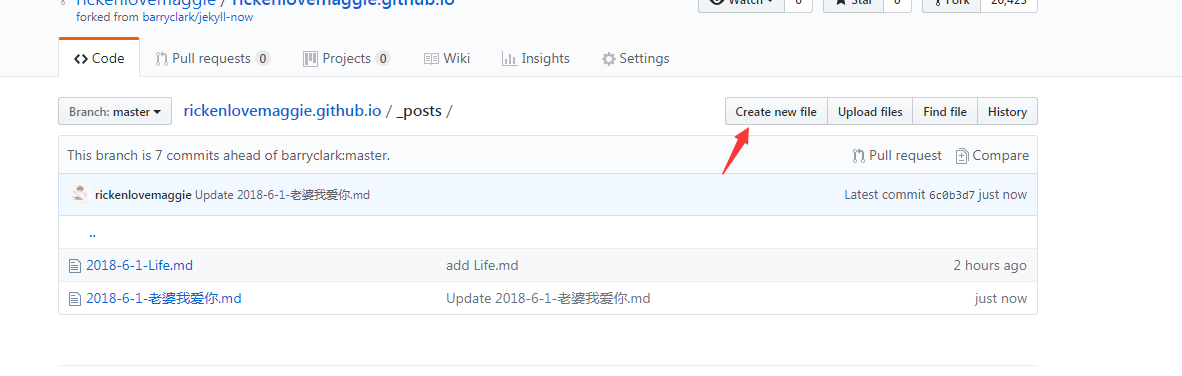 rickenlovemaggie / rickenlovemaggie.github.io
Watch 0 Star 0 Fork 20,425
forked from barryclark/jekyll-now
Code Pull requests 0 Projects 0 Wiki Insights Settings
Branch: master rickenlovemaggie.github.io / _posts / Create new file Upload files Find file History
This branch is 7 commits ahead of barryclark:master. Pull request Compare
rickenlovemaggie Update 2018-6-1-老婆我爱你.md Latest commit 6c0b3d7 just now
..
2018-6-1-Life.md add Life.md 2 hours ago
2018-6-1-老婆我爱你.md Update 2018-6-1-老婆我爱你.md just now